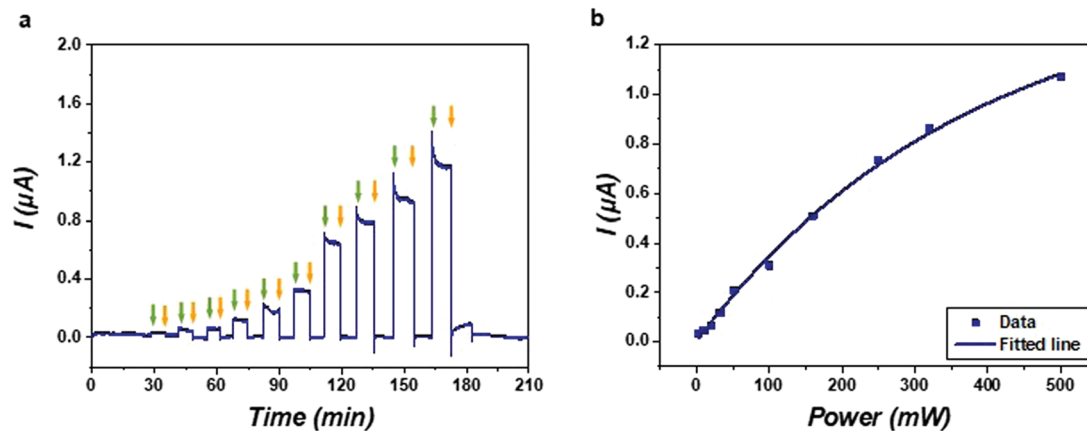 a
I (µA)
2.0
1.6
1.2
0.8
0.4
0.0
0 30 60 90 120 150 180 210
Time (min)
b
I (µA)
1.2
1.0
0.8
0.6
0.4
0.2
0.0
0 100 200 300 400 500
Power (mW)
Data
Fitted line